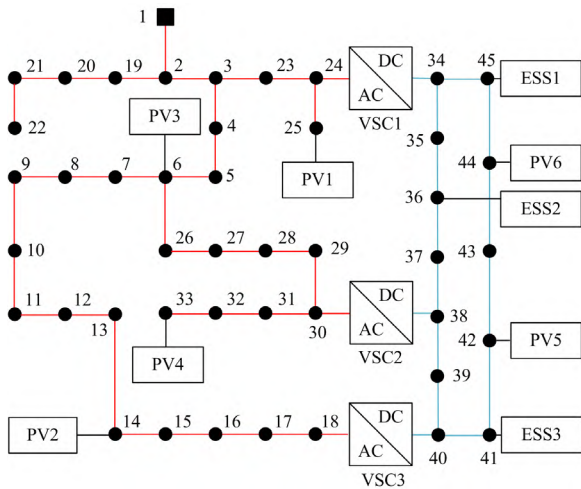 1
21 20 19 2 3 23 24 DC 34 45 ESS1
AC
VSC1
22 PV3 4 25 35
9 8 7 6 5 PV1 44 PV6
36 ESS2
26 27 28 29 37 43
10
11 12 13 33 32 31 30 DC 38
AC
VSC2
42 PV5
PV4 39
14 15 16 17 18 DC
PV2 AC
VSC3
40 41 ESS3